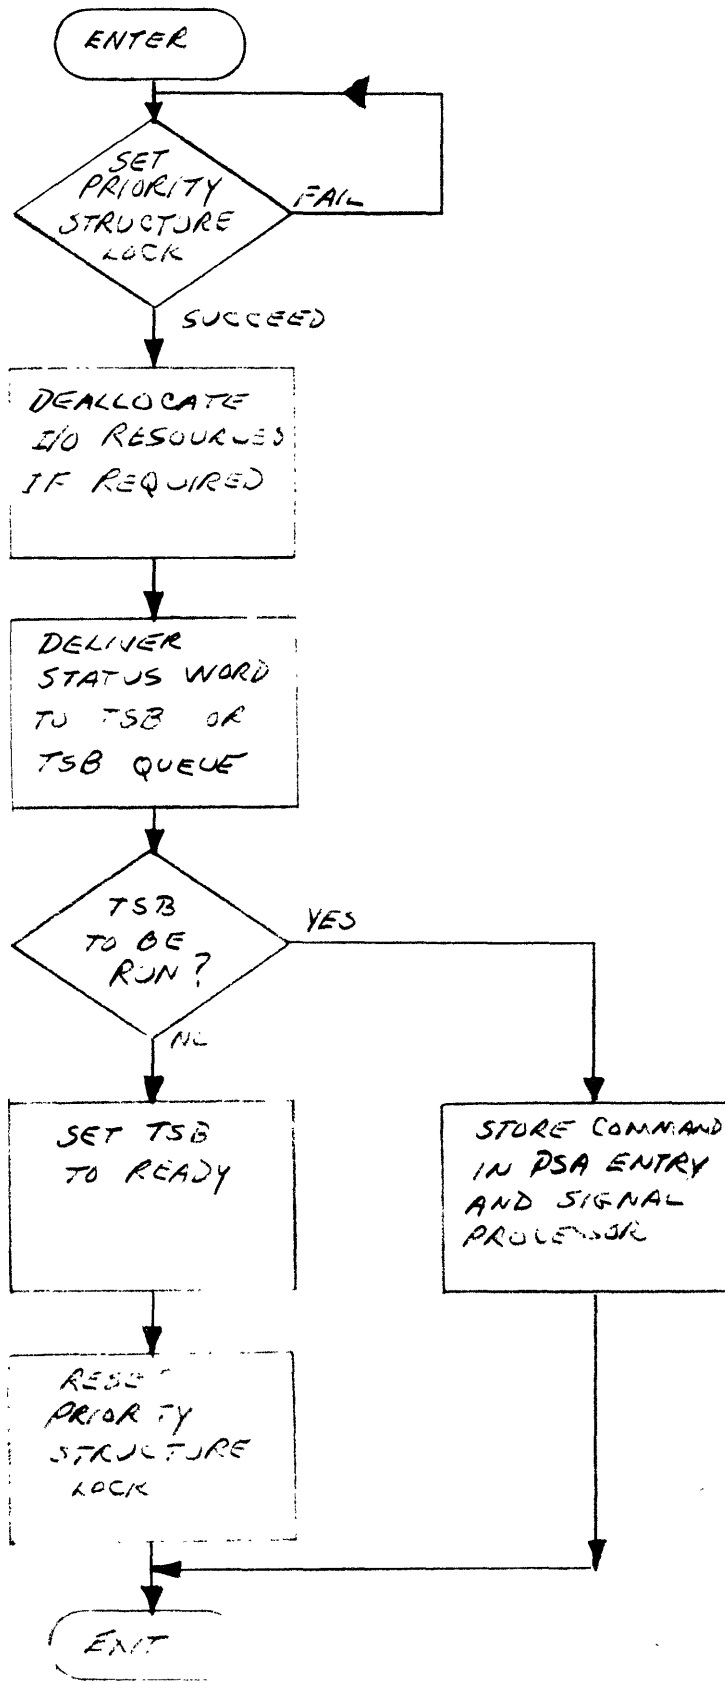 ENTER
SET
PRIORITY
STRUCTURE
LOCK
FAIL
SUCCEED
DEALLOCATE
I/O RESOURCES
IF REQUIRED
DELIVER
STATUS WORD
TO TSB OR
TSB QUEUE
TSB
TO BE
RUN?
YES
NO
SET TSB
TO READY
STORE COMMAND
IN PSA ENTRY
AND SIGNAL
PROCESSOR
RESET
PRIORITY
STRUCTURE
LOCK
EXIT